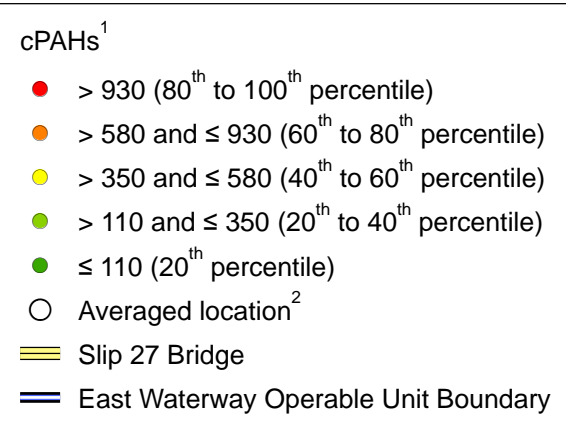 cPAHs¹
> 930 (80ᵗʰ to 100ᵗʰ percentile)
> 580 and ≤ 930 (60ᵗʰ to 80ᵗʰ percentile)
> 350 and ≤ 580 (40ᵗʰ to 60ᵗʰ percentile)
> 110 and ≤ 350 (20ᵗʰ to 40ᵗʰ percentile)
≤ 110 (20ᵗʰ percentile)
Averaged location²
Slip 27 Bridge
East Waterway Operable Unit Boundary